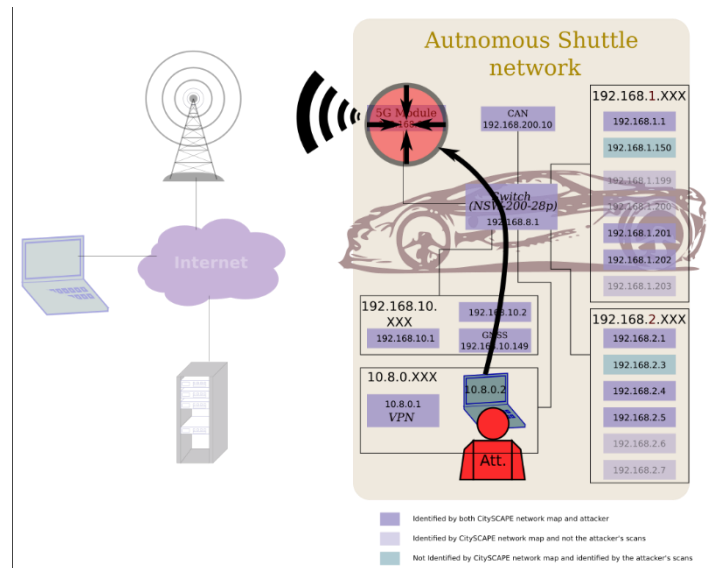 Autnomous Shuttle
network
5G Module
CAN
192.168.200.10
Switch
(NSW-200-28p)
192.168.8.1
192.168.1.XXX
192.168.1.1
192.168.1.150
192.168.1.199
192.168.1.200
192.168.1.201
192.168.1.202
192.168.1.203
Internet
192.168.10.
XXX
192.168.10.1
192.168.10.2
GNSS
192.168.10.149
10.8.0.XXX
10.8.0.1
VPN
10.8.0.2
Att.
192.168.2.XXX
192.168.2.1
192.168.2.3
192.168.2.4
192.168.2.5
192.168.2.6
192.168.2.7
Identified by both CitySCAPE network map and attacker
Identified by CitySCAPE network map and not the attacker's scans
Not Identified by CitySCAPE network map and identified by the attacker's scans